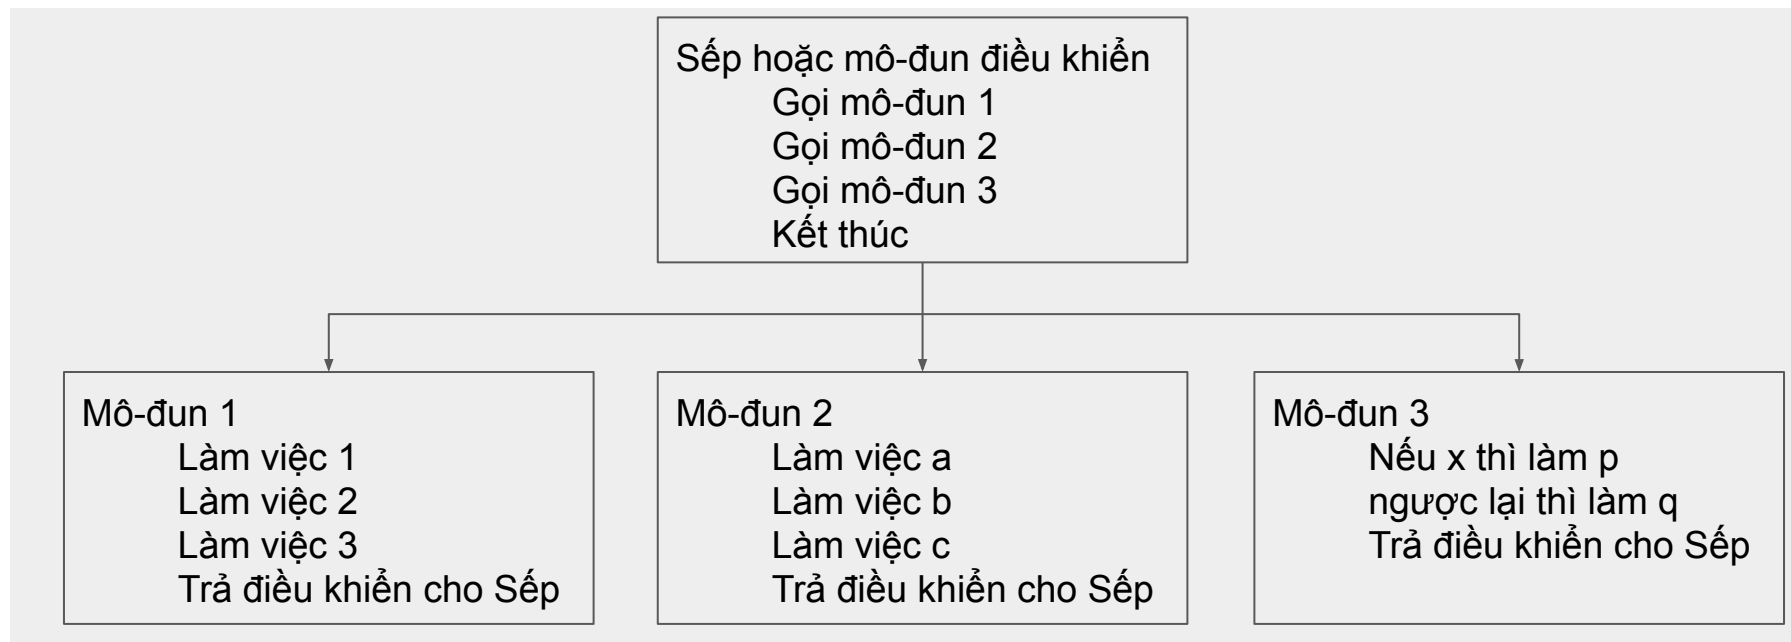 Sếp hoặc mô-đun điều khiển
Gọi mô-đun 1
Gọi mô-đun 2
Gọi mô-đun 3
Kết thúc
Mô-đun 1
Làm việc 1
Làm việc 2
Làm việc 3
Trả điều khiển cho Sếp
Mô-đun 2
Làm việc a
Làm việc b
Làm việc c
Trả điều khiển cho Sếp
Mô-đun 3
Nếu x thì làm p
ngược lại thì làm q
Trả điều khiển cho Sếp